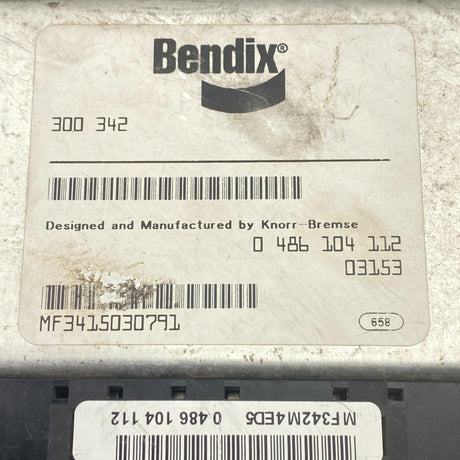 Bendix®
300 342
Designed and Manufactured by Knorr-Bremse
0 486 104 112
03153
MF3415030791
658
MF342M4ED5 0 486 104 112